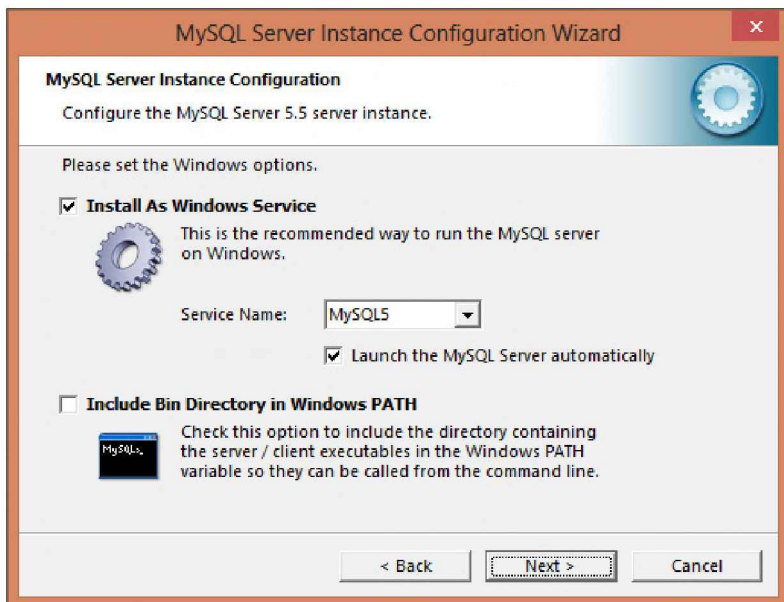 MySQL Server Instance Configuration Wizard
MySQL Server Instance Configuration
Configure the MySQL Server 5.5 server instance.
Please set the Windows options.
Install As Windows Service
This is the recommended way to run the MySQL server
on Windows.
Service Name:
MySQL5
Launch the MySQL Server automatically
Include Bin Directory in Windows PATH
MySQL>_
Check this option to include the directory containing
the server / client executables in the Windows PATH
variable so they can be called from the command line.
< Back
Next >
Cancel